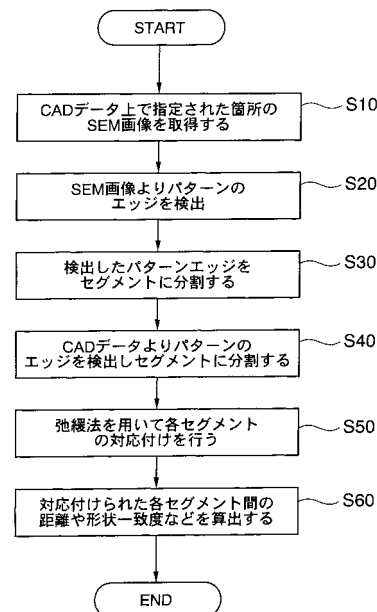 START
CADデータ上で指定された箇所の
SEM画像を取得する
S10
SEM画像よりパターンの
エッジを検出
S20
検出したパターンエッジを
セグメントに分割する
S30
CADデータよりパターンの
エッジを検出しセグメントに分割する
S40
弛緩法を用いて各セグメント
の対応付けを行う
S50
対応付けられた各セグメント間の
距離や形状一致度などを算出する
S60
END